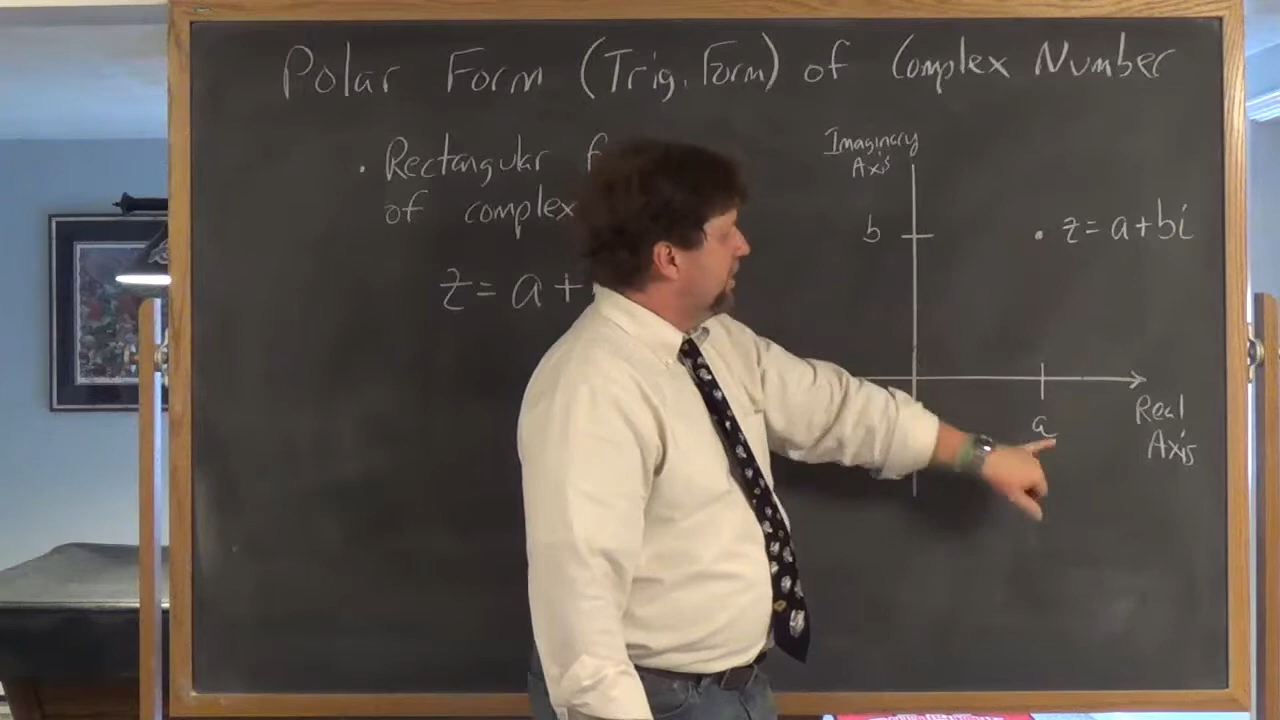 Polar Form (Trig. Form) of Complex Number
• Rectangular f
of complex
z = a +
Imaginary
Axis
b
• z = a + bi
a
Real
Axis